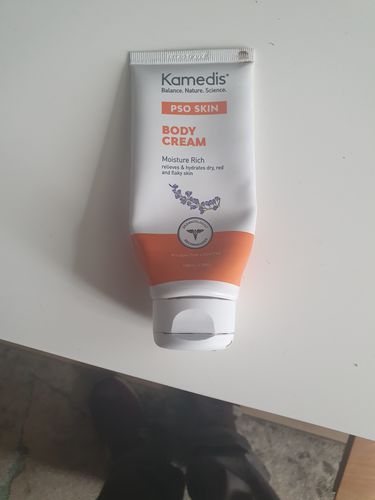 Kamedis®
Balance. Nature. Science.
PSO SKIN
BODY
CREAM
Moisture Rich
relieves & hydrates dry, red
and flaky skin